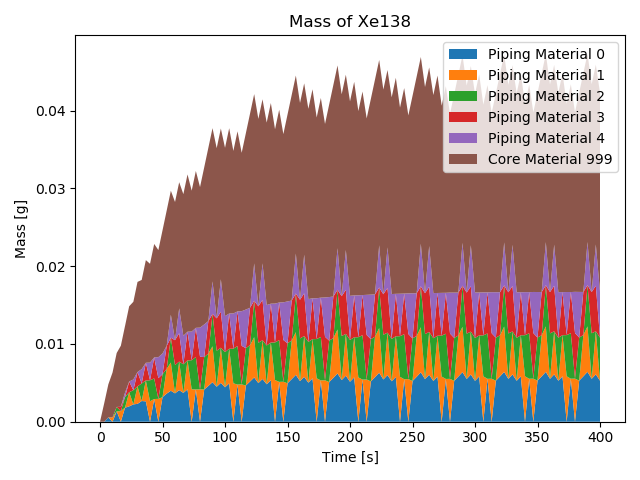 Mass of Xe138
Mass [g]
0.04
0.03
0.02
0.01
0.00
Piping Material 0
Piping Material 1
Piping Material 2
Piping Material 3
Piping Material 4
Core Material 999
0 50 100 150 200 250 300 350 400
Time [s]